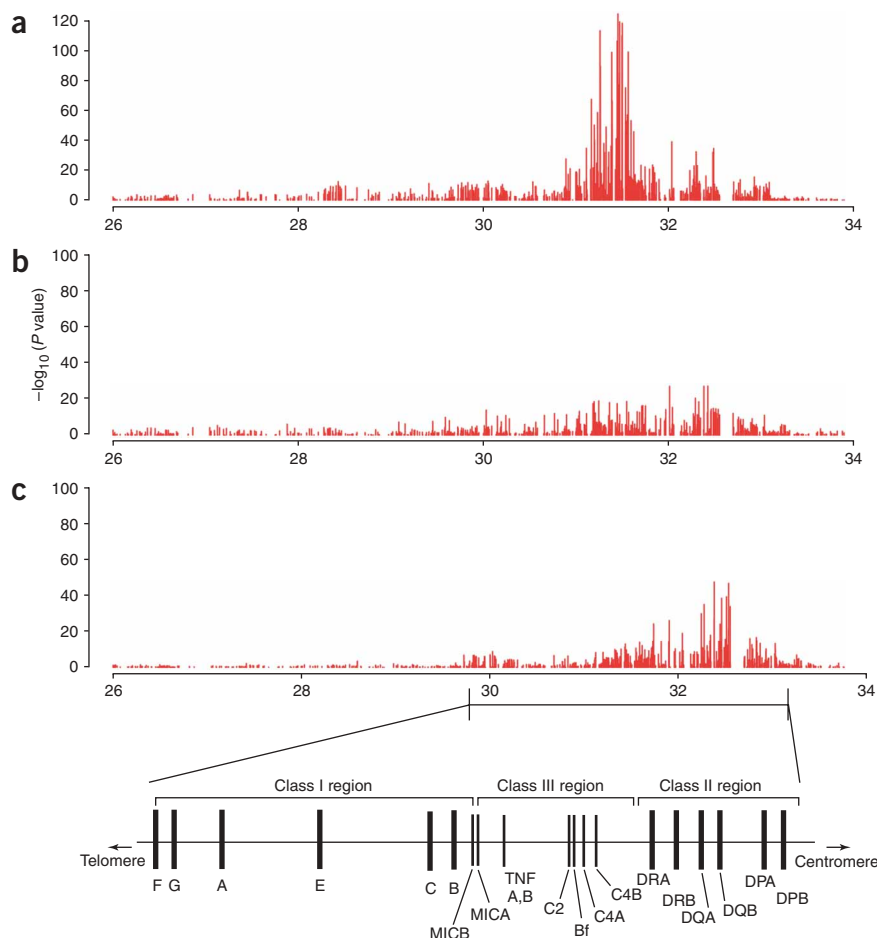 a
120
100
80
60
40
20
0
26 28 30 32 34
b
100
80
60
40
20
0
–log10 (P value)
26 28 30 32 34
c
100
80
60
40
20
0
26 28 30 32 34
Class I region Class III region Class II region
Telomere Centromere
F G A E C B MICB MICA TNF A,B C2 Bf C4A C4B DRA DRB DQA DQB DPA DPB